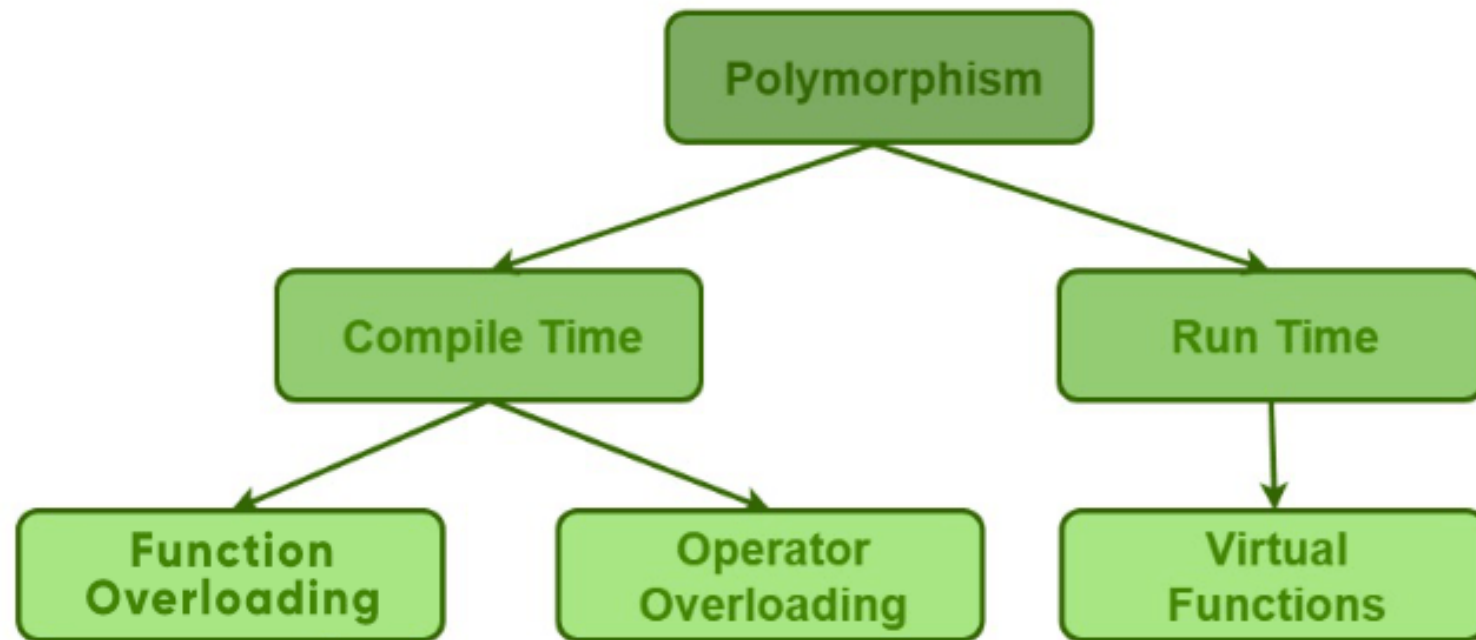 Polymorphism
Compile Time
Run Time
Function
Overloading
Operator
Overloading
Virtual
Functions